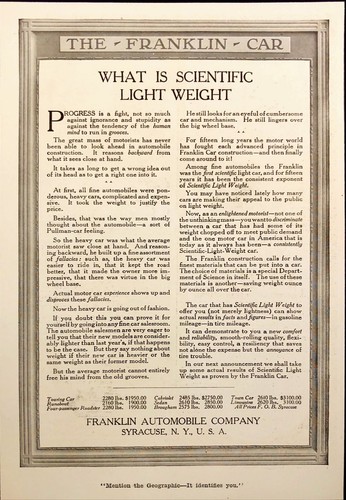 THE - FRANKLIN - CAR
WHAT IS SCIENTIFIC
LIGHT WEIGHT
PROGRESS is a fight, not so much
against ignorance and stupidity as
against the tendency of the human
mind to run in grooves.
The great mass of motorists has never
been able to look ahead in automobile
construction. It reasons backward from
what it sees close at hand.
It takes as long to get a wrong idea out
of its head as to get a right one into it.
* *
At first, all fine automobiles were pon-
derous, heavy cars, complicated and expen-
sive. It took the weight to justify the
price.
Besides, that was the way men mostly
thought about the automobile—a sort of
Pullman-car feeling.
So the heavy car was what the average
motorist saw close at hand. And reason-
ing backward, he built up a fine assortment
of fallacies: such as, the heavy car was
easier to ride in, that it kept the road
better, that it made the owner more im-
pressive, that there was virtue in the big
wheel base.
Actual motor car experience shows up and
disproves these fallacies.
* *
Now the heavy car is going out of fashion.
If you doubt this you can prove it for
yourself by going into any fine car salesroom.
The automobile salesmen are very eager to
tell you that their new models are consider-
ably lighter than last year's, if that happens
to be the case. But they say nothing about
weight if their new car is heavier or the
same weight as their former model.
But the average motorist cannot entirely
free his mind from the old grooves.
He still looks for an eyeful of cumbersome
car and mechanism. He still lingers over
the big wheel base.
* *
For fifteen long years the motor world
has fought each advanced principle in
Franklin Car construction—and then finally
come around to it!
Among fine automobiles the Franklin
was the first scientific light car, and for fifteen
years it has been the consistent exponent
of Scientific Light Weight.
You may have noticed lately how many
cars are making their appeal to the public
on light weight.
Now, as an enlightened motorist—not one of
the unthinking mass—you want to discriminate
between a car that has had some of its
weight chopped off to meet public demand
and the one motor car in America that is
today as it always has been—a consistently
Scientific-Light-Weight car.
The Franklin construction calls for the
finest materials that can be put into a car.
The choice of materials is a special Depart-
ment of Science in itself. The use of these
materials is another—saving weight ounce
by ounce all over the car.
* *
The car that has Scientific Light Weight to
offer you (not merely lightness) can show
actual results in facts and figures—in gasoline
mileage—in tire mileage.
It can demonstrate to you a new comfort
and reliability, smooth-rolling quality, flexi-
bility, easy control, a resiliency that saves
not alone the expense but the annoyance of
tire trouble.
In our next announcement we shall take
up some actual results of Scientific Light
Weight as proven by the Franklin Car.
Touring Car 2280 lbs. $1950.00 Cabriolet 2485 lbs. $2750.00 Town Car 2610 lbs. $3100.00
Runabout 2160 lbs. 1900.00 Sedan 2610 lbs. 2850.00 Limousine 2620 lbs. 3100.00
Four-passenger Roadster 2280 lbs. 1950.00 Brougham 2575 lbs. 2800.00 All Prices F. O. B. Syracuse
FRANKLIN AUTOMOBILE COMPANY
SYRACUSE, N. Y., U. S. A.
"Mention the Geographic—It identifies you."